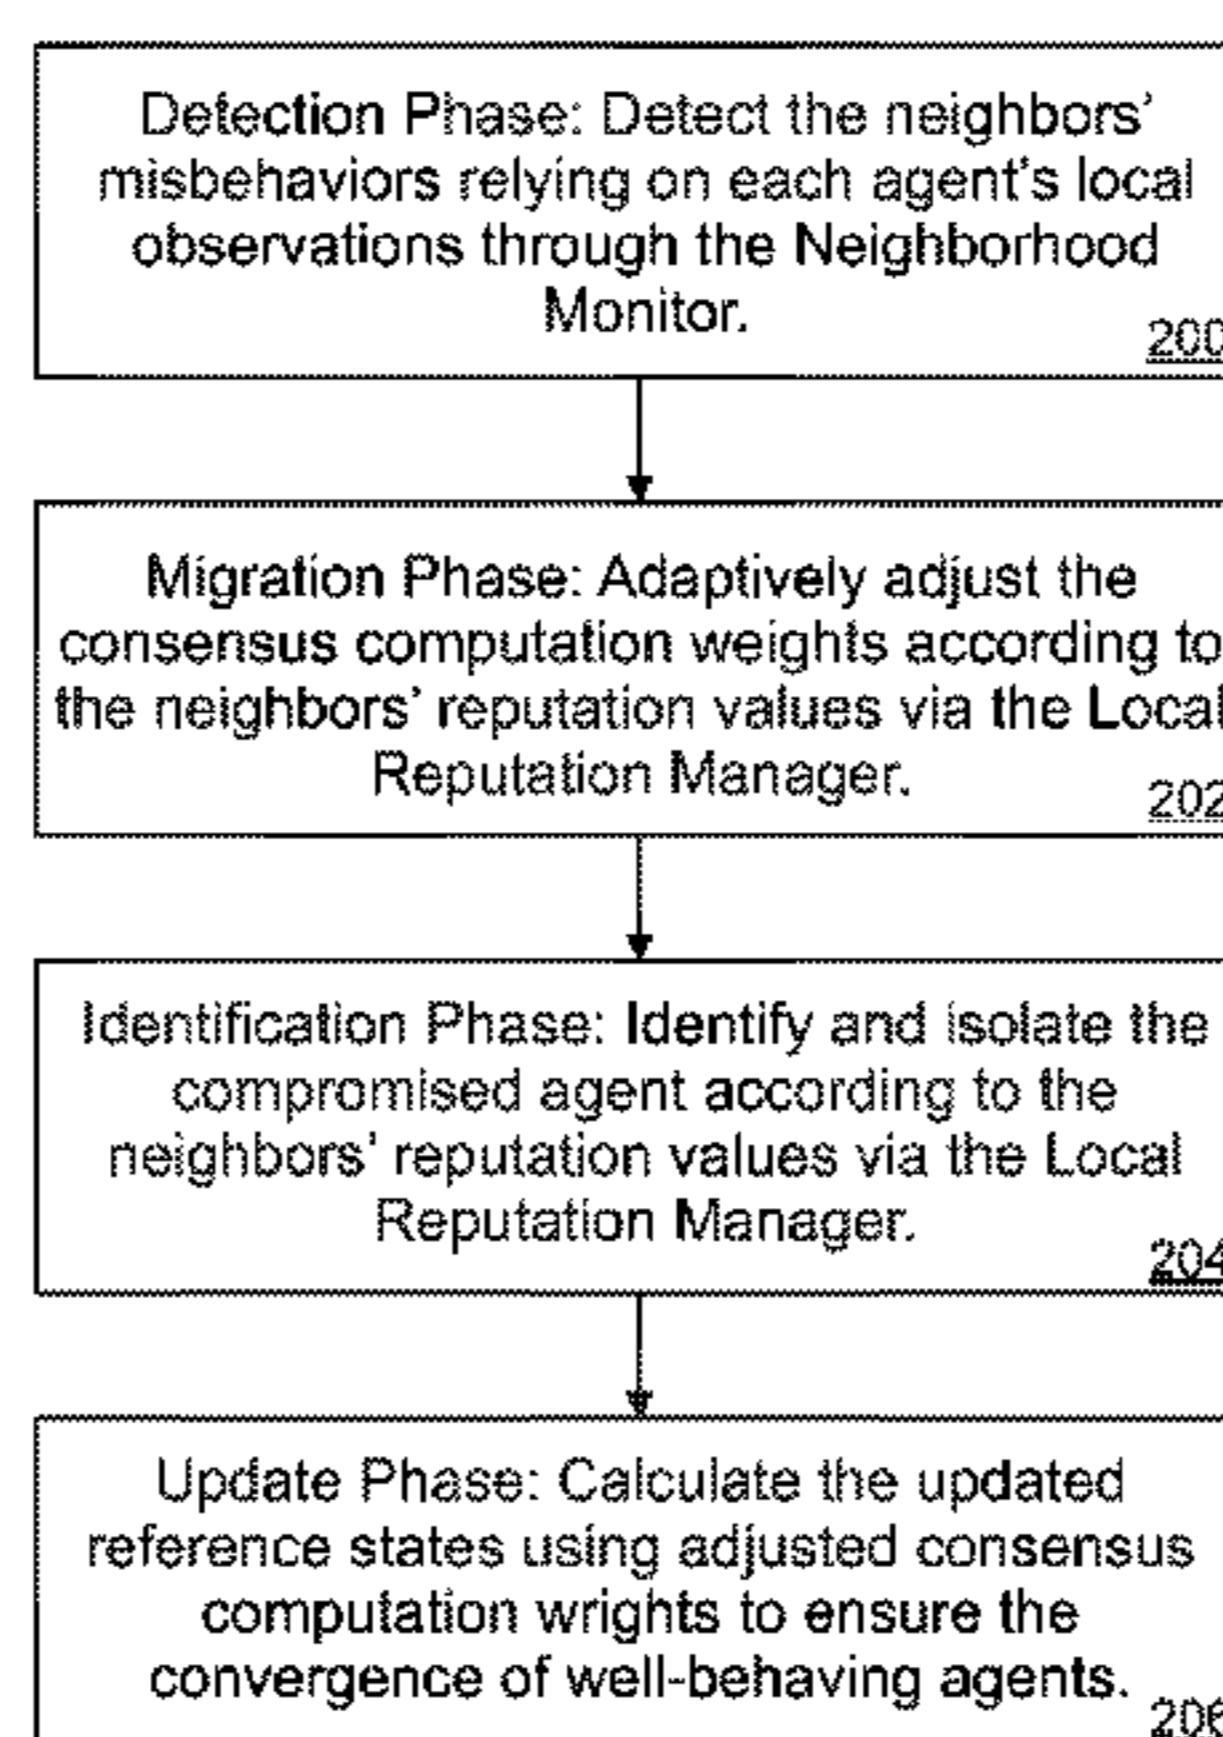 Detection Phase: Detect the neighbors'
misbehaviors relying on each agent's local
observations through the Neighborhood
Monitor.
200
Migration Phase: Adaptively adjust the
consensus computation weights according to
the neighbors' reputation values via the Local
Reputation Manager.
202
Identification Phase: Identify and isolate the
compromised agent according to the
neighbors' reputation values via the Local
Reputation Manager.
204
Update Phase: Calculate the updated
reference states using adjusted consensus
computation wrights to ensure the
convergence of well-behaving agents.
206